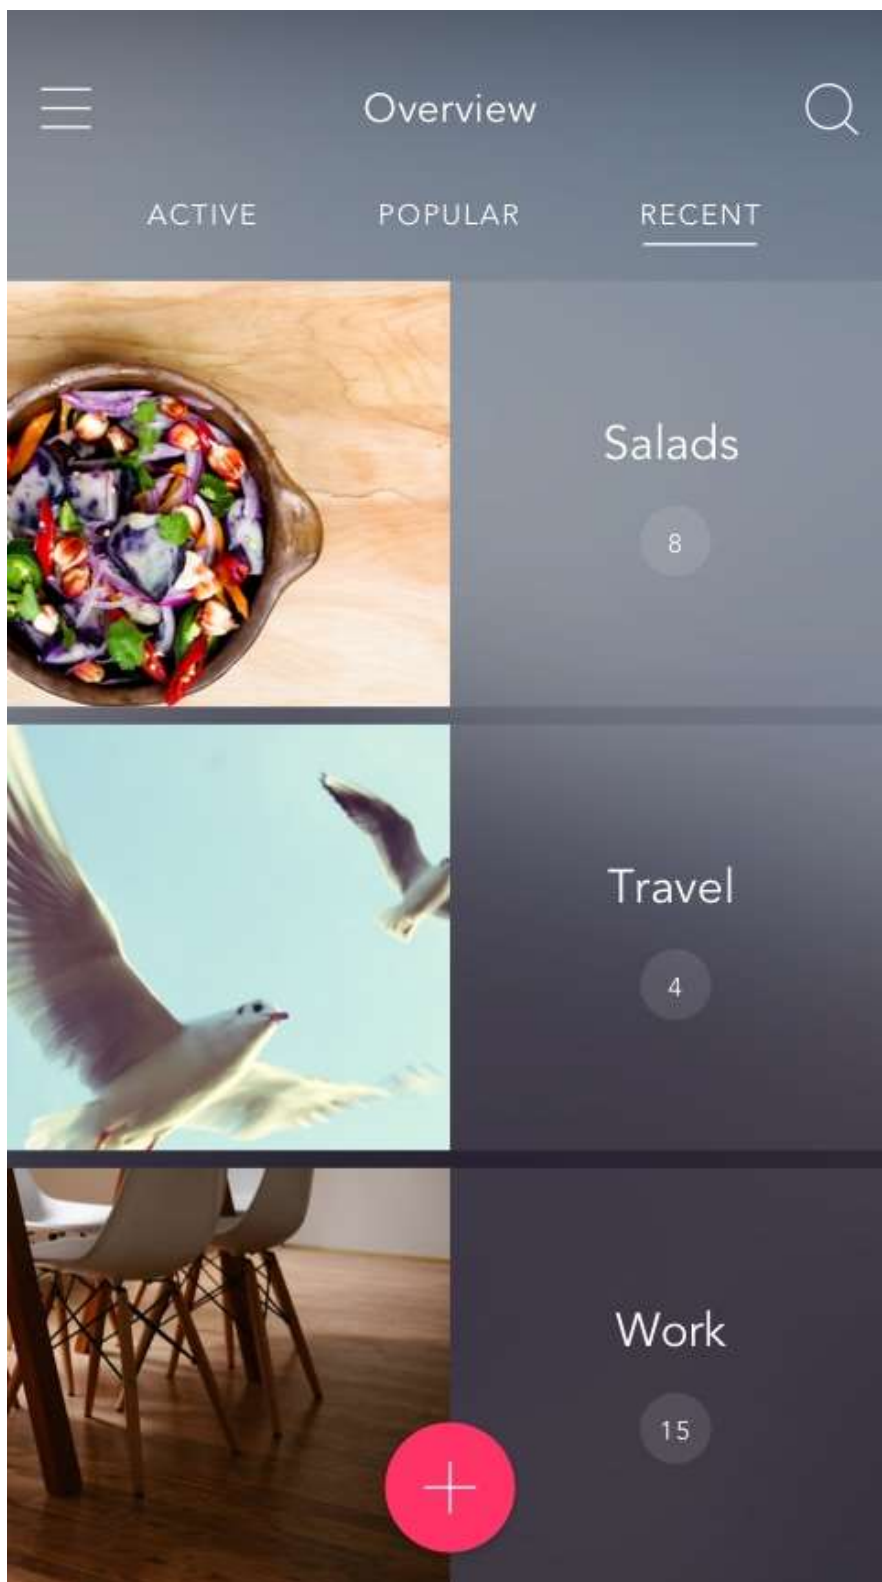 Overview
ACTIVE POPULAR RECENT
Salads
8
Travel
4
Work
15